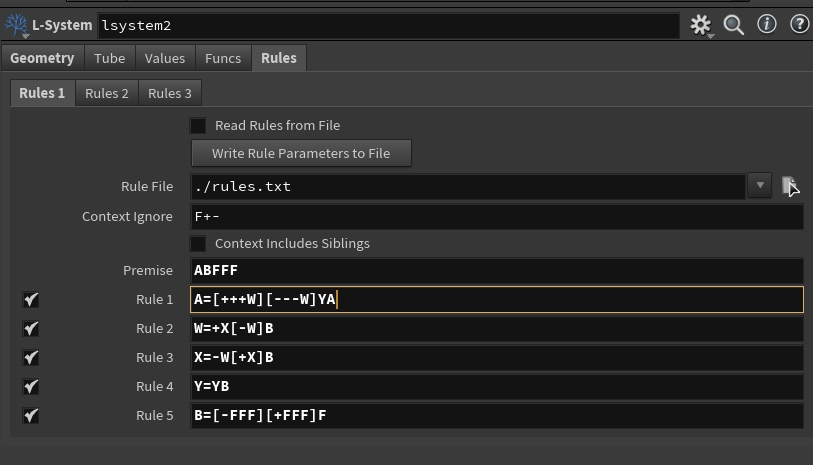 L-System lsystem2
Geometry Tube Values Funcs Rules
Rules 1 Rules 2 Rules 3
Read Rules from File
Write Rule Parameters to File
Rule File ./rules.txt
Context Ignore F+-
Context Includes Siblings
Premise ABFFF
Rule 1 A=[+++W][---W]YA
Rule 2 W=+X[-W]B
Rule 3 X=-W[+X]B
Rule 4 Y=YB
Rule 5 B=[-FFF][+FFF]F